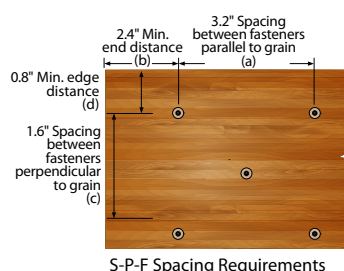 3.2" Spacing
between fasteners
parallel to grain
(a)
2.4" Min.
end distance
(b)
0.8" Min. edge
distance
(d)
1.6" Spacing
between
fasteners
perpendicular
to grain
(c)
S-P-F Spacing Requirements